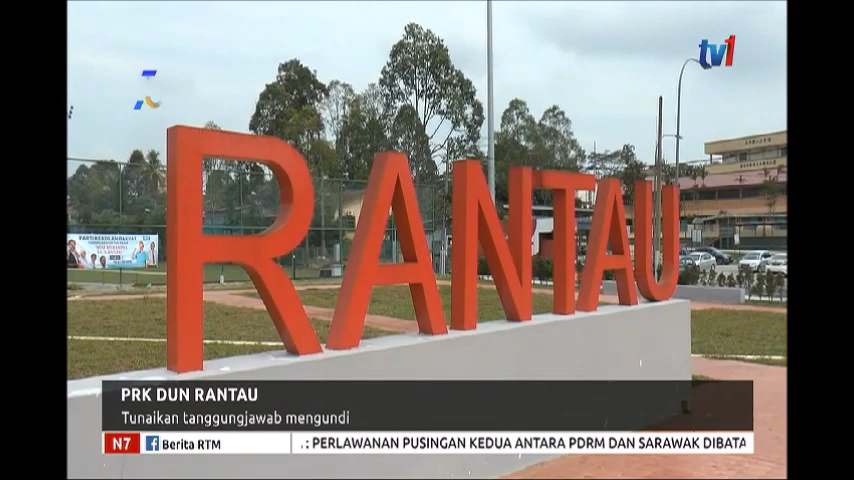 tv1
RANTAU
PRK DUN RANTAU
Tunaikan tanggungjawab mengundi
N7 Berita RTM .: PERLAWANAN PUSINGAN KEDUA ANTARA PDRM DAN SARAWAK DIBATA